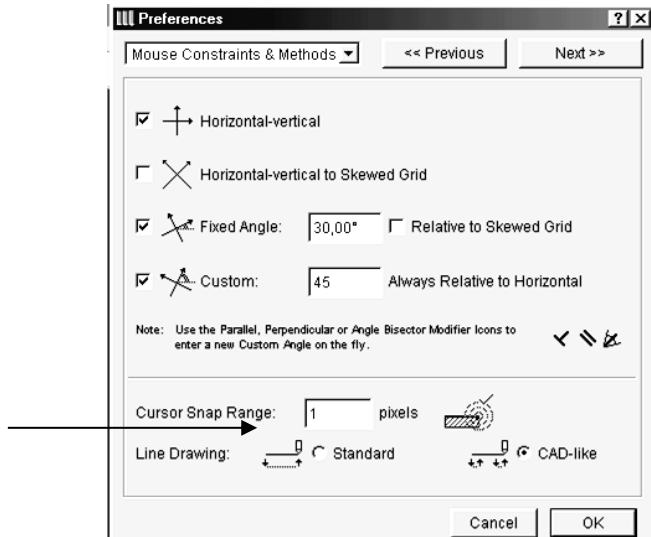 Preferences
Mouse Constraints & Methods << Previous Next >>
Horizontal-vertical
Horizontal-vertical to Skewed Grid
Fixed Angle: 30,00° Relative to Skewed Grid
Custom: 45 Always Relative to Horizontal
Note: Use the Parallel, Perpendicular or Angle Bisector Modifier Icons to
enter a new Custom Angle on the fly.
Cursor Snap Range: 1 pixels
Line Drawing: Standard CAD-like
Cancel OK